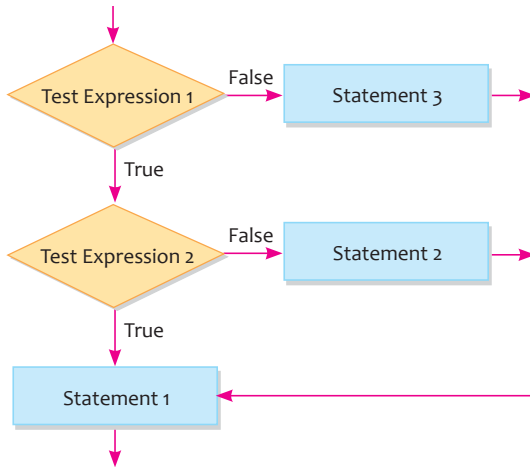 Test Expression 1
False
Statement 3
True
Test Expression 2
False
Statement 2
True
Statement 1